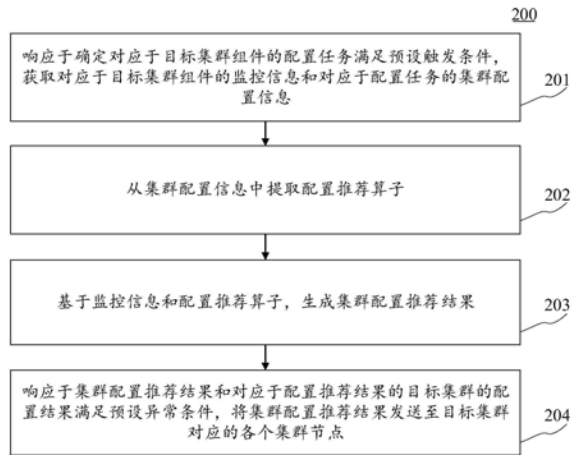 200
响应于确定对应于目标集群组件的配置任务满足预设触发条件，
获取对应于目标集群组件的监控信息和对应于配置任务的集群配
置信息
201
从集群配置信息中提取配置推荐算子
202
基于监控信息和配置推荐算子，生成集群配置推荐结果
203
响应于集群配置推荐结果和对应于配置推荐结果的目标集群的配
置结果满足预设异常条件，将集群配置推荐结果发送至目标集群
对应的各个集群节点
204